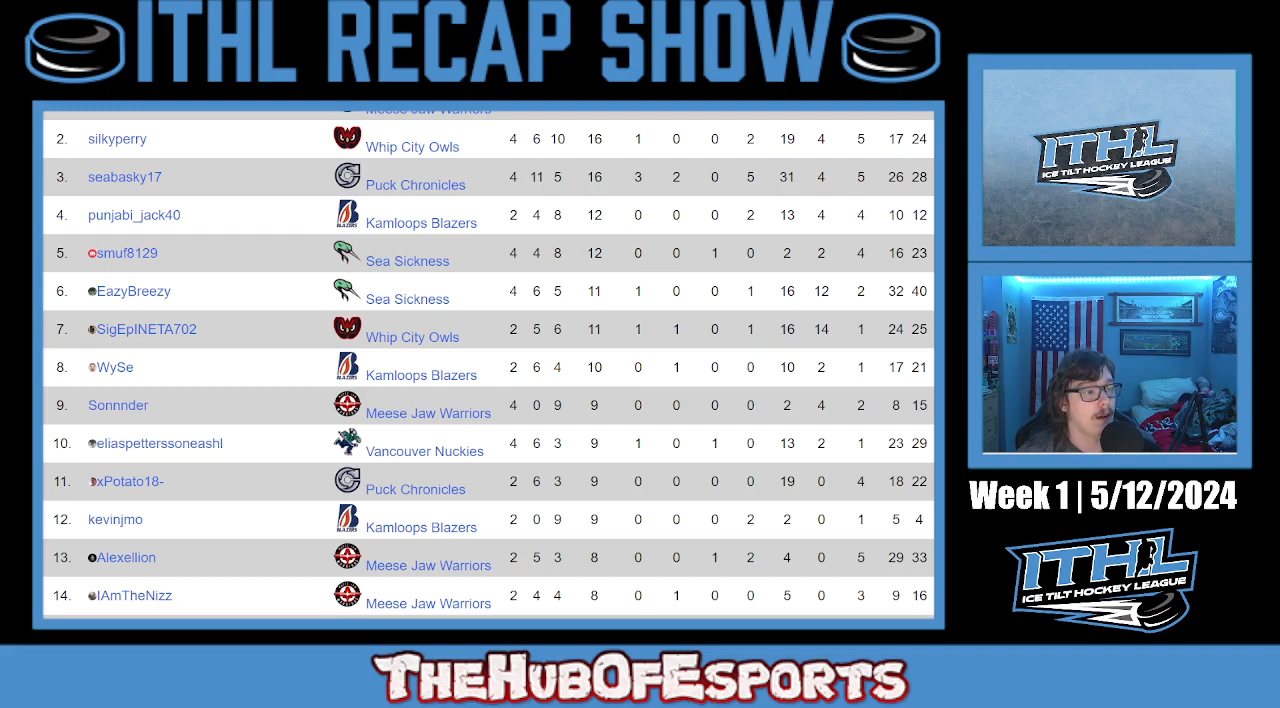 ITHL RECAP SHOW
Meese Jaw Warriors
2. silkyperry Whip City Owls 4 6 10 16 1 0 0 2 19 4 5 17 24
3. seabasky17 Puck Chronicles 4 11 5 16 3 2 0 5 31 4 5 26 28
4. punjabi_jack40 Kamloops Blazers 2 4 8 12 0 0 0 2 13 4 4 10 12
5. smuf8129 Sea Sickness 4 4 8 12 0 0 1 0 2 2 4 16 23
6. EazyBreezy Sea Sickness 4 6 5 11 1 0 0 1 16 12 2 32 40
7. SigEpINETA702 Whip City Owls 2 5 6 11 1 1 0 1 16 14 1 24 25
8. WySe Kamloops Blazers 2 6 4 10 0 1 0 0 10 2 1 17 21
9. Sonnnder Meese Jaw Warriors 4 0 9 9 0 0 0 0 2 4 2 8 15
10. eliaspetterssoneashl Vancouver Nuckies 4 6 3 9 1 0 1 0 13 2 1 23 29
11. xPotato18- Puck Chronicles 2 6 3 9 0 0 0 0 19 0 4 18 22
12. kevinjmo Kamloops Blazers 2 0 9 9 0 0 0 2 2 0 1 5 4
13. Alexellion Meese Jaw Warriors 2 5 3 8 0 0 1 2 4 0 5 29 33
14. IAmTheNizz Meese Jaw Warriors 2 4 4 8 0 1 0 0 5 0 3 9 16
ITHL
ICE TILT HOCKEY LEAGUE
Week 1 | 5/12/2024
ITHL
ICE TILT HOCKEY LEAGUE
THEHUBOFESPORTS